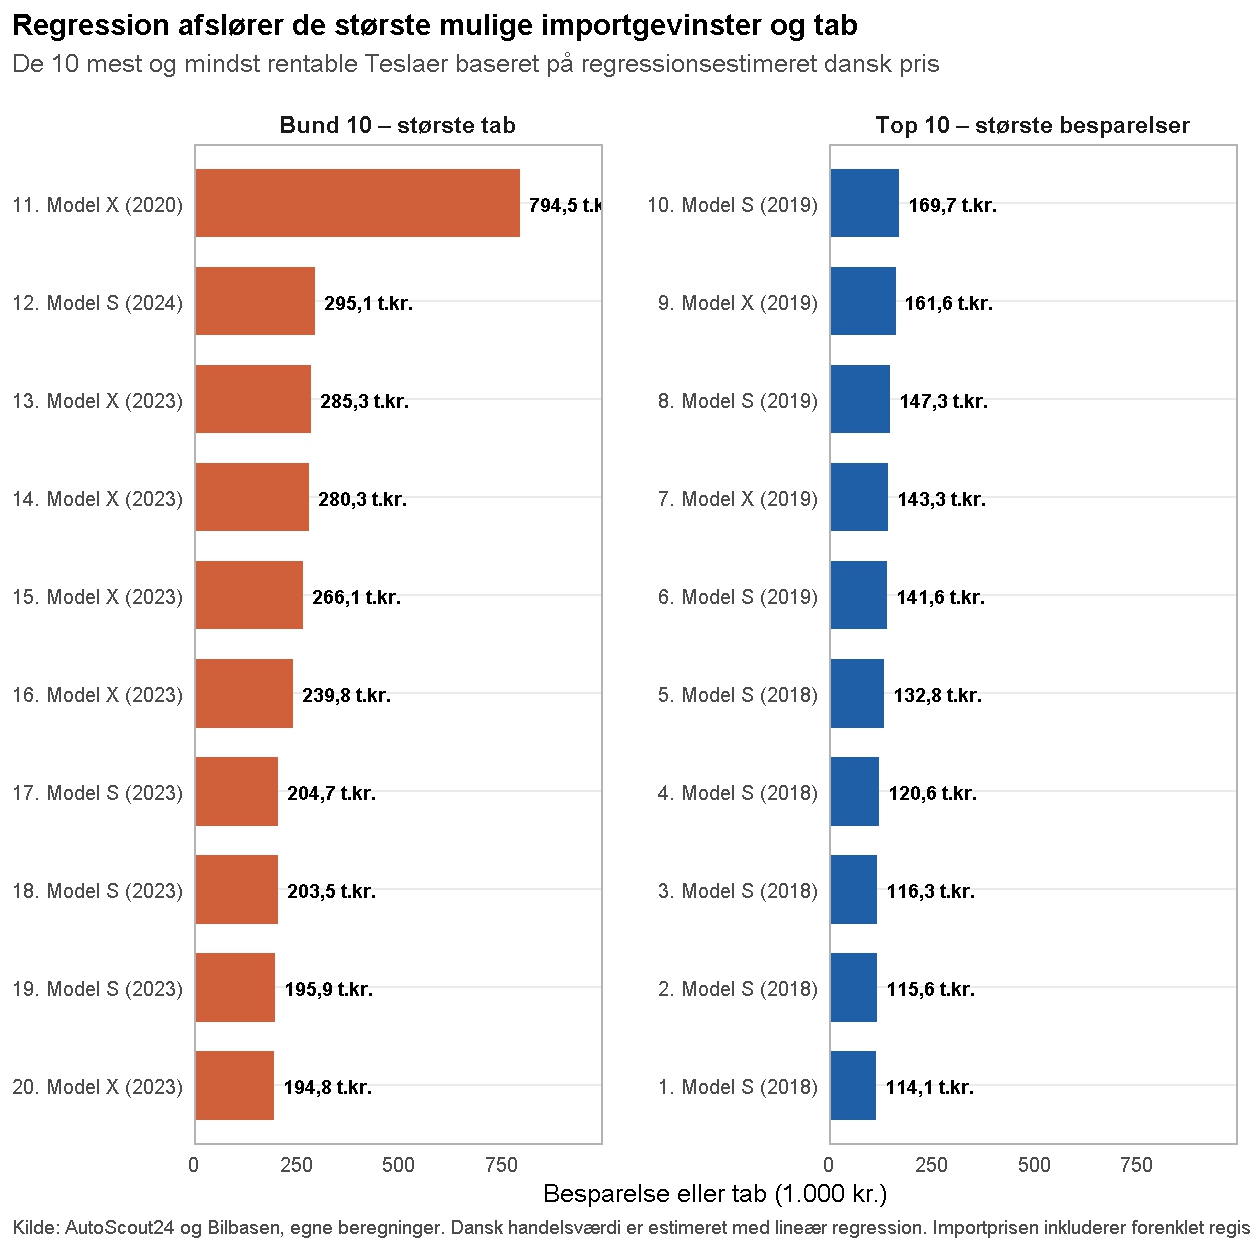 Regression afslører de største mulige importgevinster og tab
De 10 mest og mindst rentable Teslaer baseret på regressionsestimeret dansk pris
Bund 10 – største tab
11. Model X (2020)
794,5 t.k
12. Model S (2024)
295,1 t.kr.
13. Model X (2023)
285,3 t.kr.
14. Model X (2023)
280,3 t.kr.
15. Model X (2023)
266,1 t.kr.
16. Model X (2023)
239,8 t.kr.
17. Model S (2023)
204,7 t.kr.
18. Model S (2023)
203,5 t.kr.
19. Model S (2023)
195,9 t.kr.
20. Model X (2023)
194,8 t.kr.
0 250 500 750
Top 10 – største besparelser
10. Model S (2019)
169,7 t.kr.
9. Model X (2019)
161,6 t.kr.
8. Model S (2019)
147,3 t.kr.
7. Model X (2019)
143,3 t.kr.
6. Model S (2019)
141,6 t.kr.
5. Model S (2018)
132,8 t.kr.
4. Model S (2018)
120,6 t.kr.
3. Model S (2018)
116,3 t.kr.
2. Model S (2018)
115,6 t.kr.
1. Model S (2018)
114,1 t.kr.
0 250 500 750
Besparelse eller tab (1.000 kr.)
Kilde: AutoScout24 og Bilbasen, egne beregninger. Dansk handelsværdi er estimeret med lineær regression. Importprisen inkluderer forenklet regis